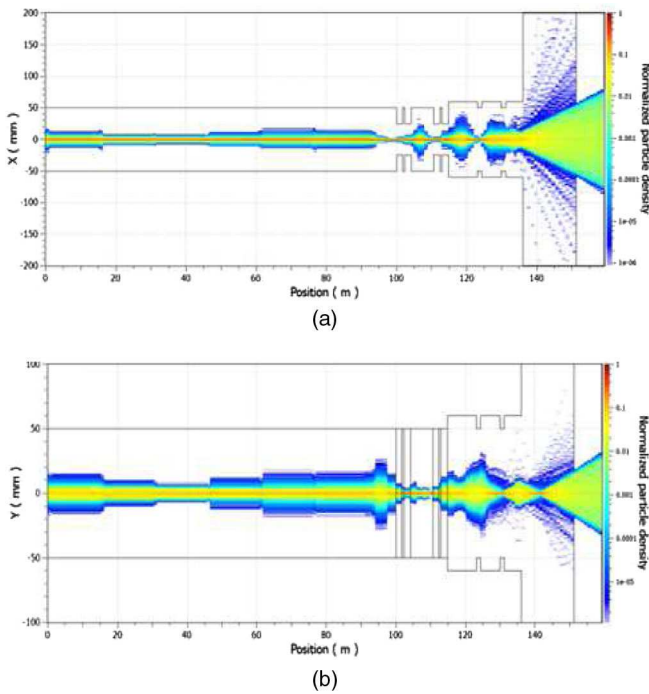 200
150
100
50
0
-50
-100
-150
-200
X ( mm )
0 20 40 60 80 100 120 140
Position ( m )
1
0.1
0.01
0.001
0.0001
1e-05
1e-06
Normalized particle density
(a)
100
50
0
-50
-100
Y ( mm )
0 20 40 60 80 100 120 140
Position ( m )
1
0.1
0.01
0.001
0.0001
1e-05
Normalized particle density
(b)